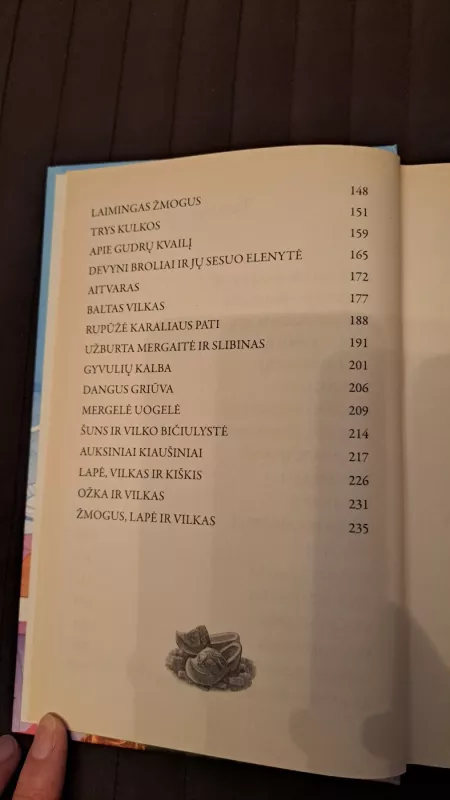 LAIMINGAS ŽMOGUS 148
TRYS KULKOS 151
APIE GUDRŲ KVAILĮ 159
DEVYNI BROLIAI IR JŲ SESUO ELENYTĖ 165
AITVARAS 172
BALTAS VILKAS 177
RUPŪŽĖ KARALIAUS PATI 188
UŽBURTA MERGAITĖ IR SLIBINAS 191
GYVULIŲ KALBA 201
DANGUS GRIŪVA 206
MERGELĖ UOGELĖ 209
ŠUNS IR VILKO BIČIULYSTĖ 214
AUKSINIAI KIAUŠINIAI 217
LAPĖ, VILKAS IR KIŠKIS 226
OŽKA IR VILKAS 231
ŽMOGUS, LAPĖ IR VILKAS 235